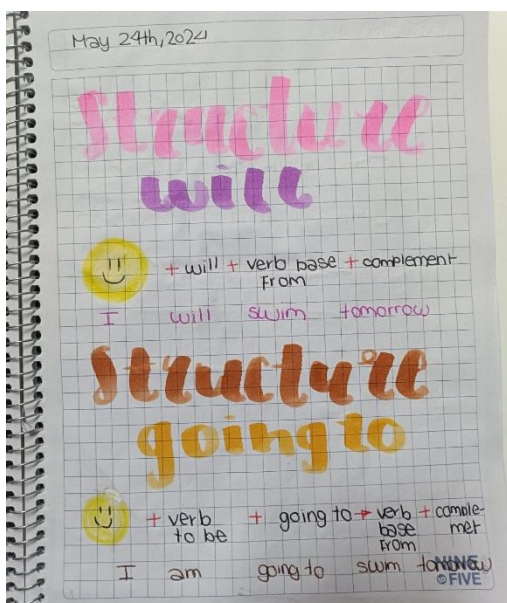 May 24th, 2024
Structure
will
+ will + verb base + complement
From
I will swim tomorrow
Structure
going to
+ verb + going to + verb + comple-
to be base met
From
I am going to swim tomorrow
NINE
FIVE